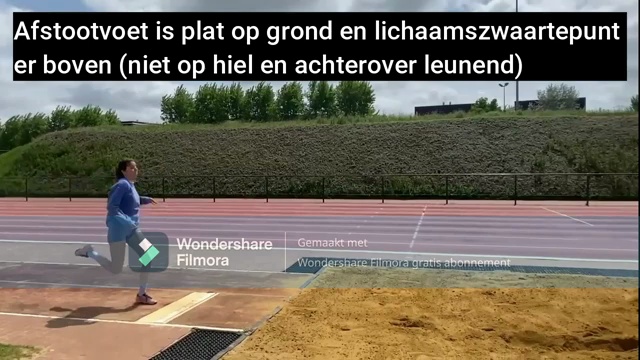 Afstootvoet is plat op grond en lichaamszwaartepunt
er boven (niet op hiel en achterover leunend)
Wondershare
Filmora
Gemaakt met
Wondershare Filmora gratis abonnement